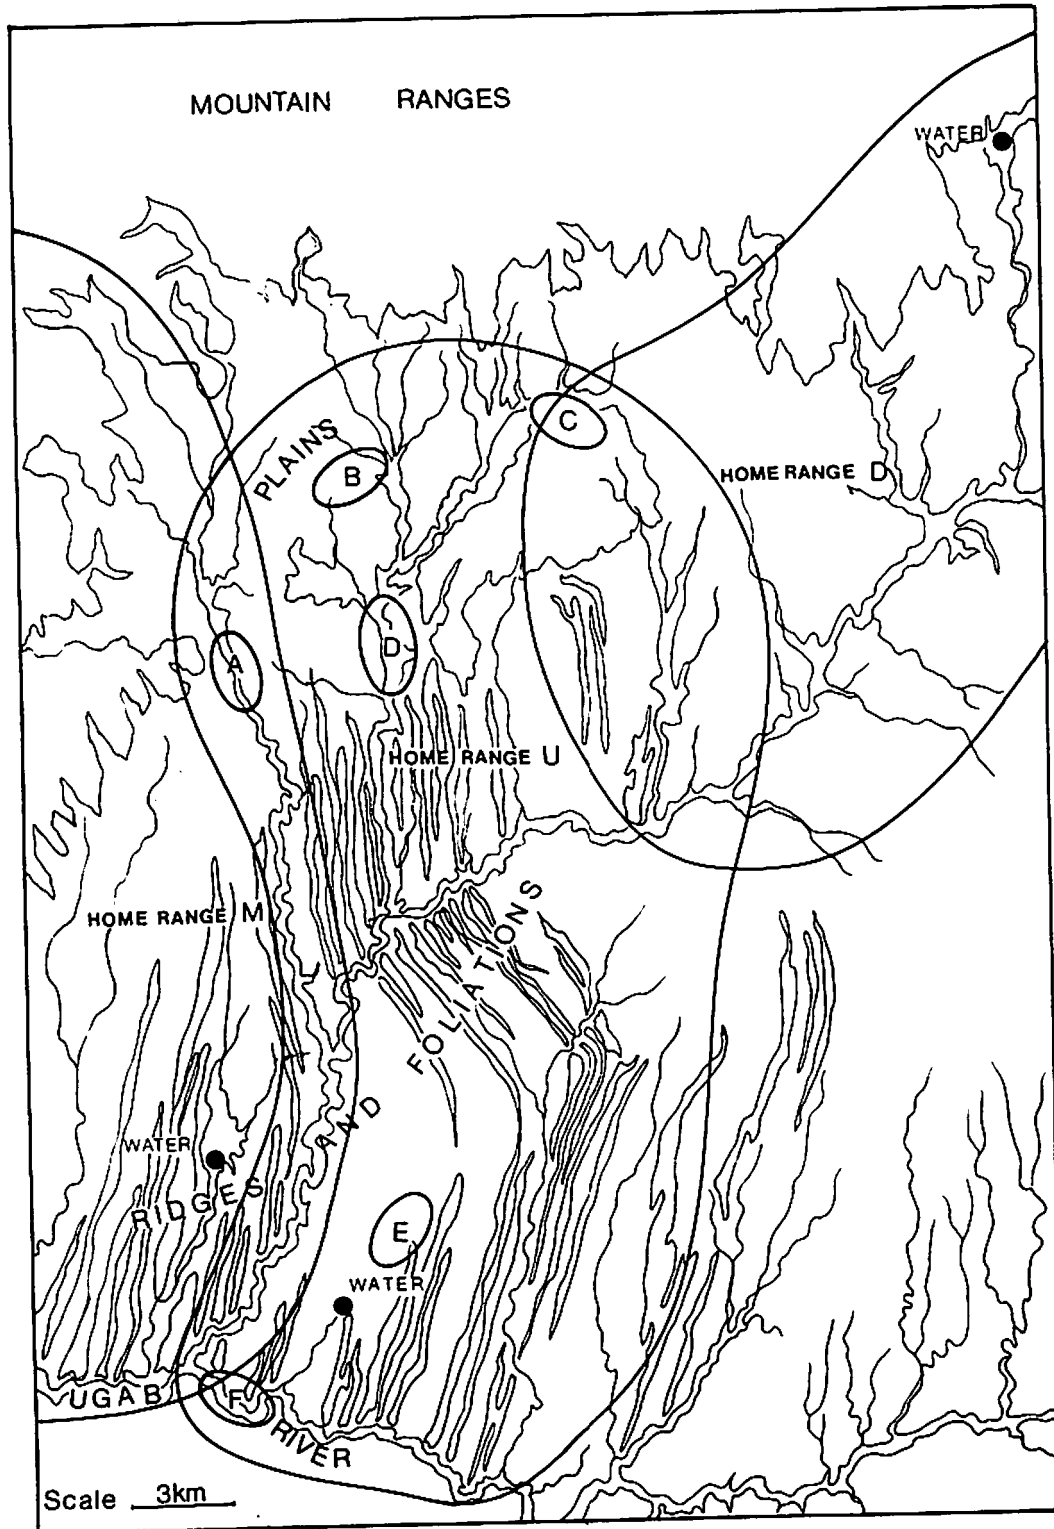 MOUNTAIN RANGES
WATER
PLAINS
B
C
HOME RANGE D
A
D
HOME RANGE U
HOME RANGE M
RIDGES AND FOLIATIONS
WATER
E
WATER
UGAB RIVER
F
Scale 3km